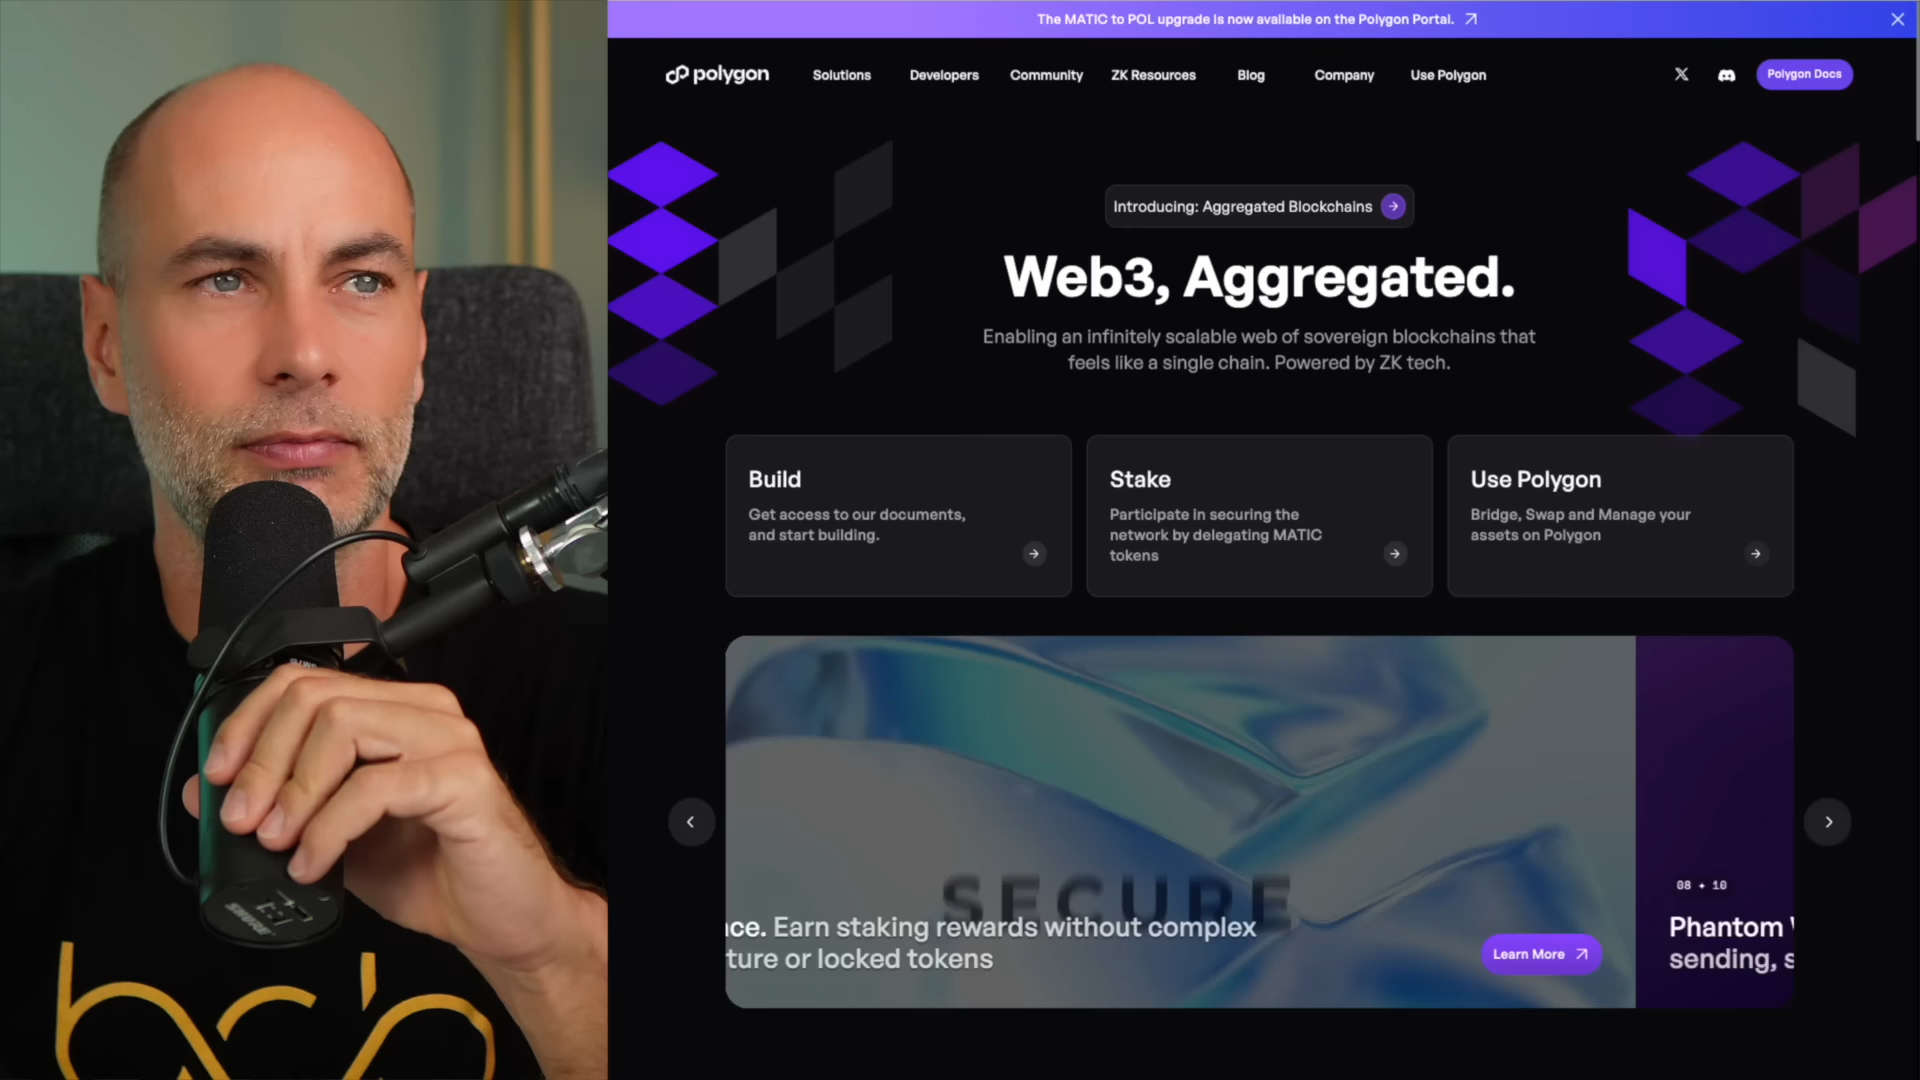 The MATIC to POL upgrade is now available on the Polygon Portal.
polygon
Solutions
Developers
Community
ZK Resources
Blog
Company
Use Polygon
Polygon Docs
Introducing: Aggregated Blockchains
Web3, Aggregated.
Enabling an infinitely scalable web of sovereign blockchains that
feels like a single chain. Powered by ZK tech.
Build
Get access to our documents,
and start building.
Stake
Participate in securing the
network by delegating MATIC
tokens
Use Polygon
Bridge, Swap and Manage your
assets on Polygon
SECURE
ce. Earn staking rewards without complex
ture or locked tokens
Learn More
08 + 10
Phantom
sending, s
SHURE